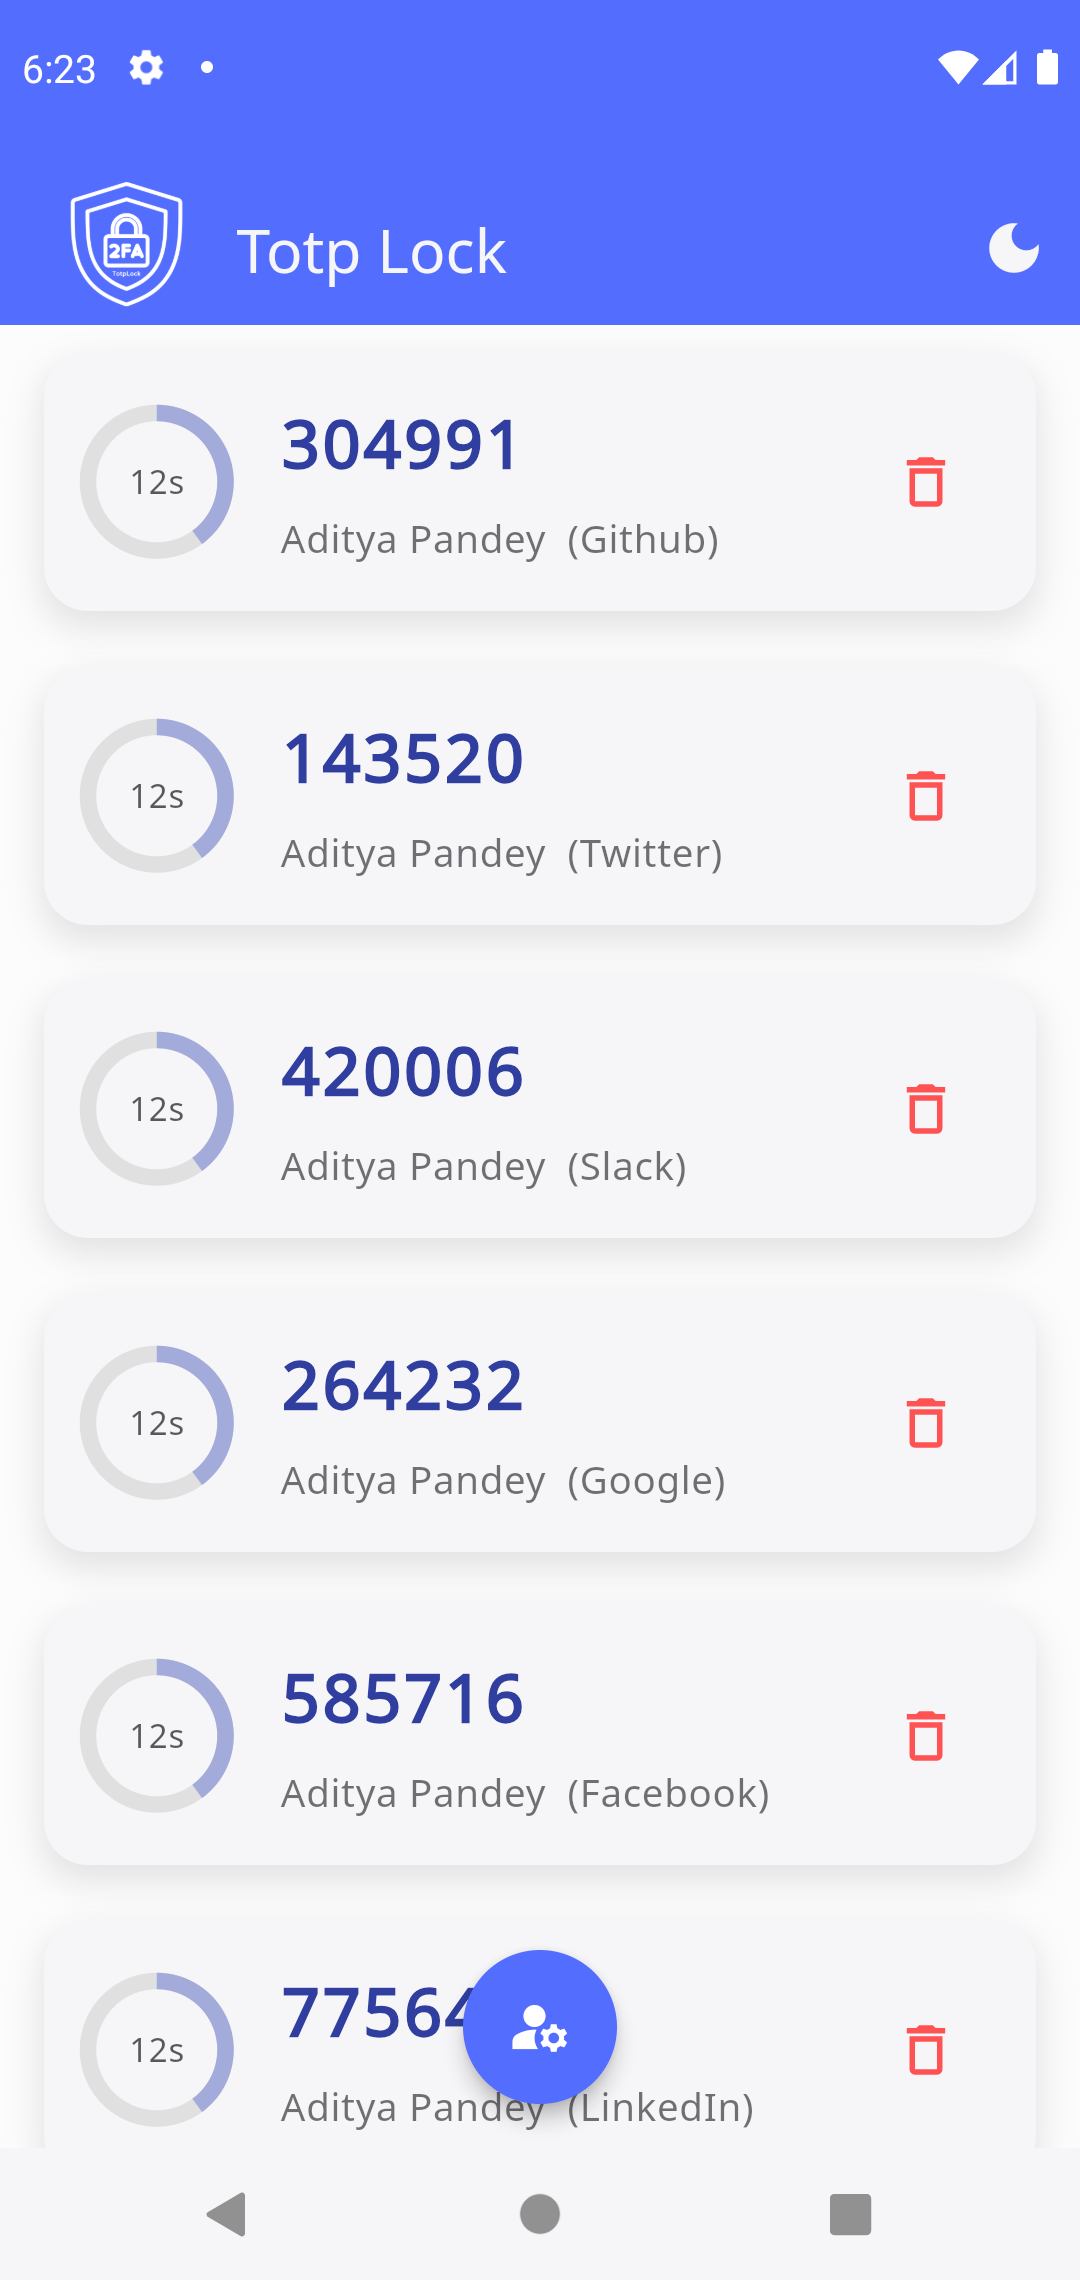 6:23
2FA
TotpLock
Totp Lock
304991
12s
Aditya Pandey (Github)
143520
12s
Aditya Pandey (Twitter)
420006
12s
Aditya Pandey (Slack)
264232
12s
Aditya Pandey (Google)
585716
12s
Aditya Pandey (Facebook)
77564
12s
Aditya Pandey (LinkedIn)